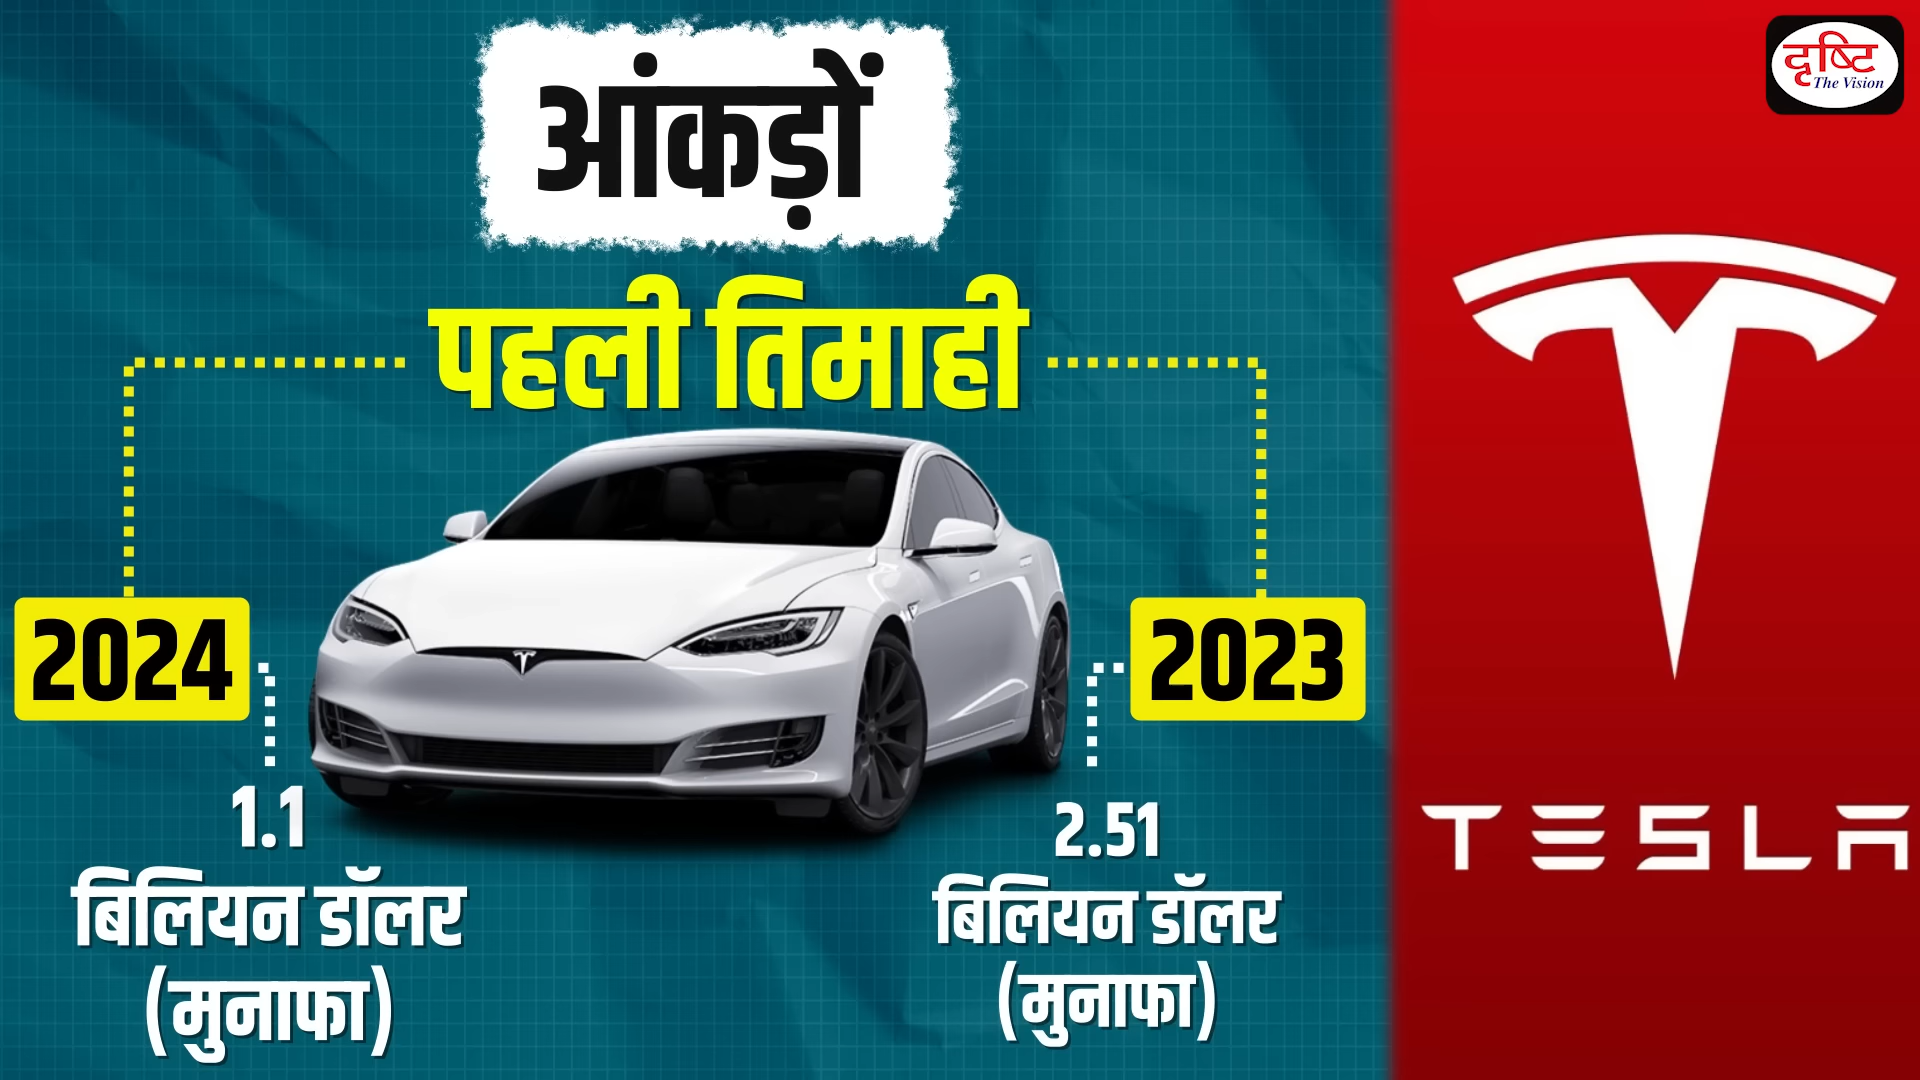 दृष्टि
The Vision
आंकड़ों
पहली तिमाही
2024
2023
1.1
बिलियन डॉलर
(मुनाफा)
2.51
बिलियन डॉलर
(मुनाफा)
TESLA